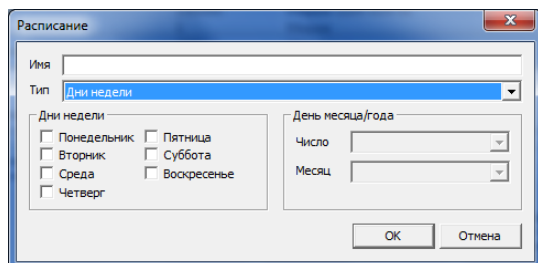 Расписание
Имя
Тип Дни недели
Дни недели
Понедельник Пятница
Вторник Суббота
Среда Воскресенье
Четверг
День месяца/года
Число
Месяц
OK Отмена